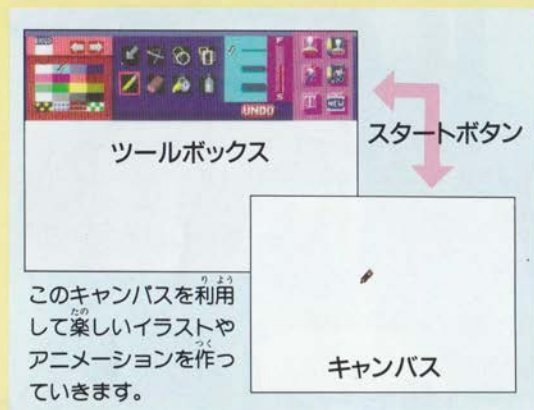 UNDO
T NEW
ツールボックス
スタートボタン
キャンバス
このキャンバスを利用
して楽しいイラストや
アニメーションを作っ
ていきます。